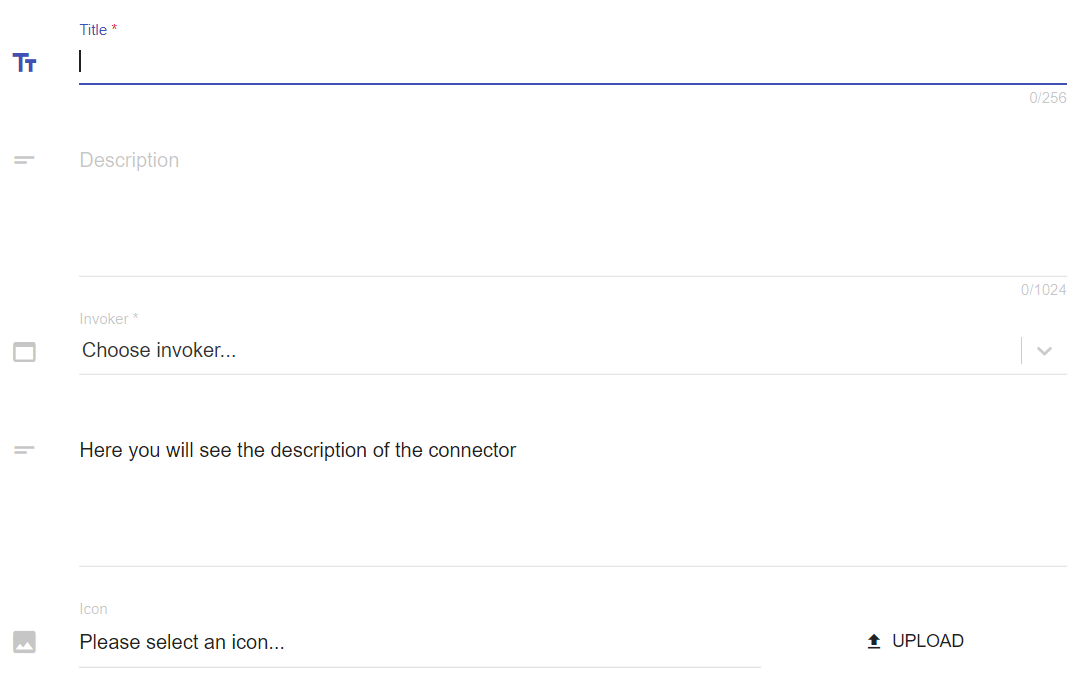 Title *
0/256
Description
0/1024
Invoker *
Choose invoker...
Here you will see the description of the connector
Icon
Please select an icon...
UPLOAD